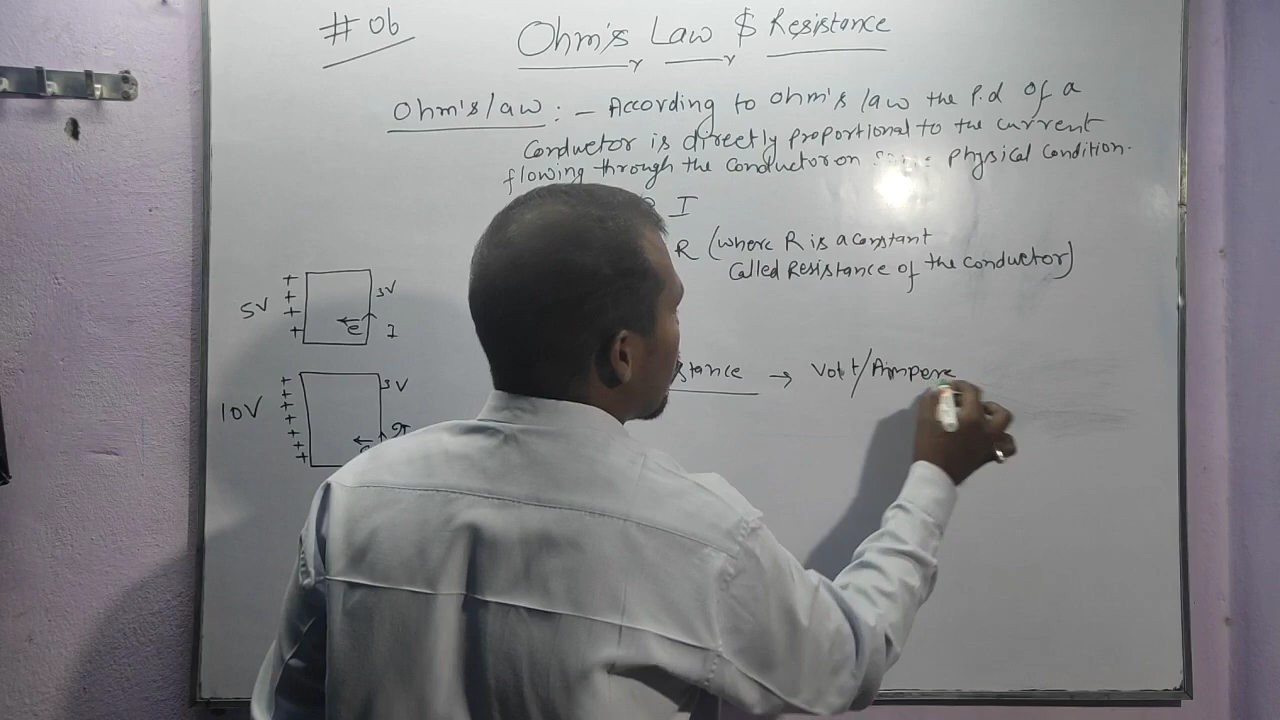 # 06
Ohm's Law $ Resistance
Ohm's law : - According to ohm's law the P.d of a
conductor is directly proportional to the current
flowing through the conductor on same physical condition.
I
R (where R is a constant
called Resistance of the conductor)
5V
+
+
+
+
3V
e
I
stance → Volt/Ampere
10V
+
+
+
+
+
+
3V